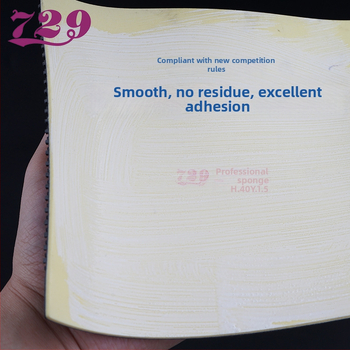 729
Compliant with new competition
rules
Smooth, no residue, excellent
adhesion
729 Professional
sponge
H.40Y.1.5